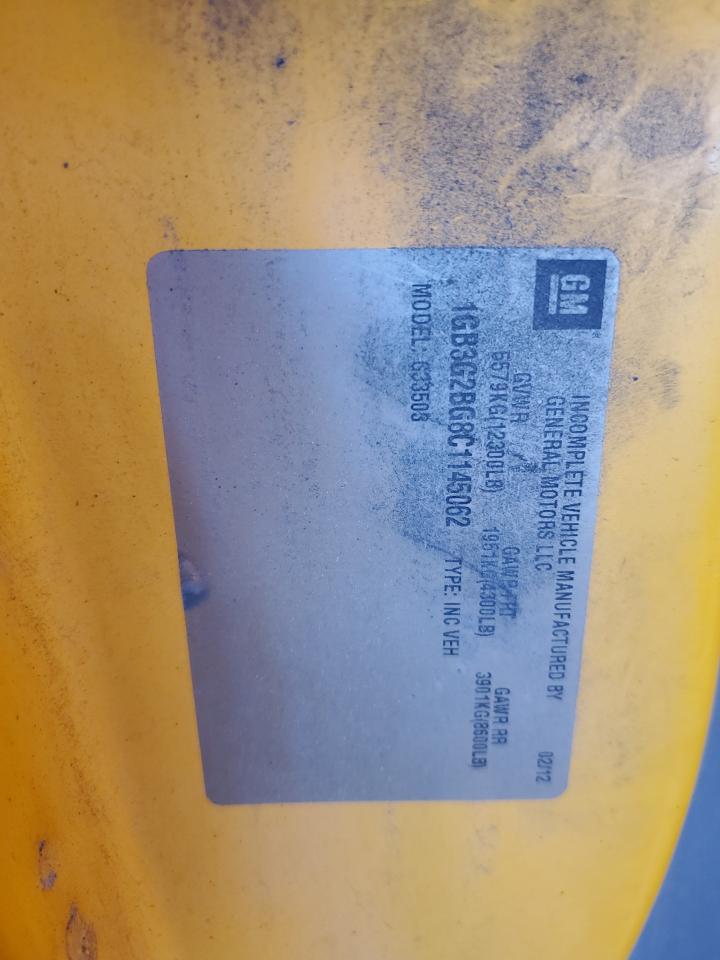 GM
INCOMPLETE VEHICLE MANUFACTURED BY
GENERAL MOTORS LLC 02/12
GVWR GAWR FRT GAWR RR
5579KG(12300LB) 1951KG(4300LB) 3901KG(8600LB)
1GB3G2BG8C1145062 TYPE: INC VEH
MODEL: G33503